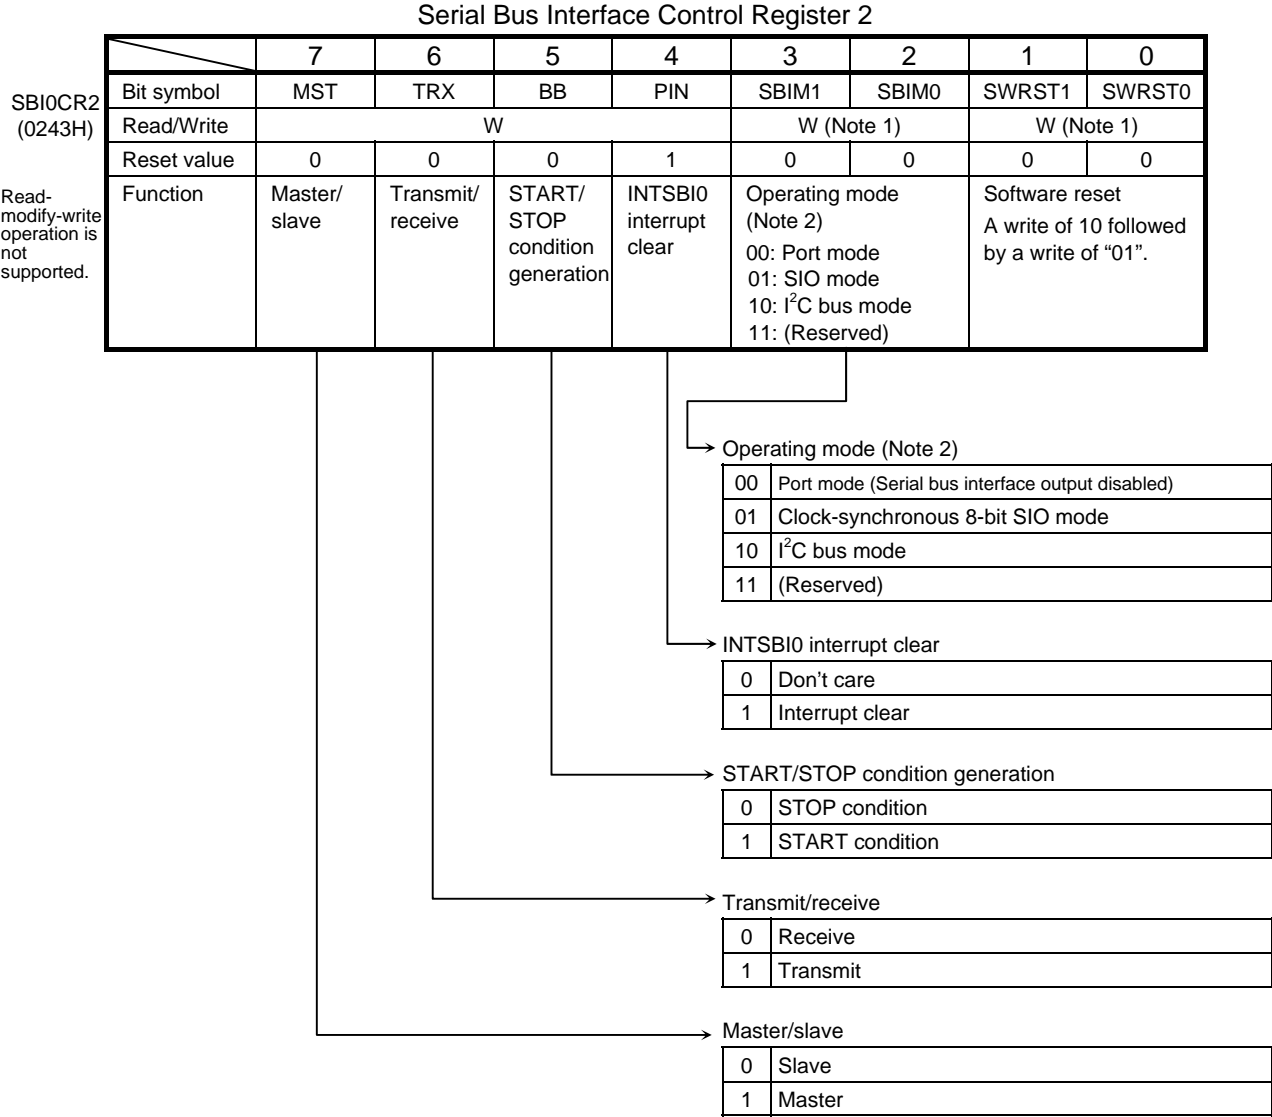 Serial Bus Interface Control Register 2
7 6 5 4 3 2 1 0
SBI0CR2
(0243H)
Bit symbol MST TRX BB PIN SBIM1 SBIM0 SWRST1 SWRST0
Read/Write W W (Note 1) W (Note 1)
Reset value 0 0 0 1 0 0 0 0
Read-
modify-write
operation is
not
supported.
Function
Master/
slave
Transmit/
receive
START/
STOP
condition
generation
INTSBI0
interrupt
clear
Operating mode
(Note 2)
00: Port mode
01: SIO mode
10: I²C bus mode
11: (Reserved)
Software reset
A write of 10 followed
by a write of “01”.
Operating mode (Note 2)
00 Port mode (Serial bus interface output disabled)
01 Clock-synchronous 8-bit SIO mode
10 I²C bus mode
11 (Reserved)
INTSBI0 interrupt clear
0 Don't care
1 Interrupt clear
START/STOP condition generation
0 STOP condition
1 START condition
Transmit/receive
0 Receive
1 Transmit
Master/slave
0 Slave
1 Master